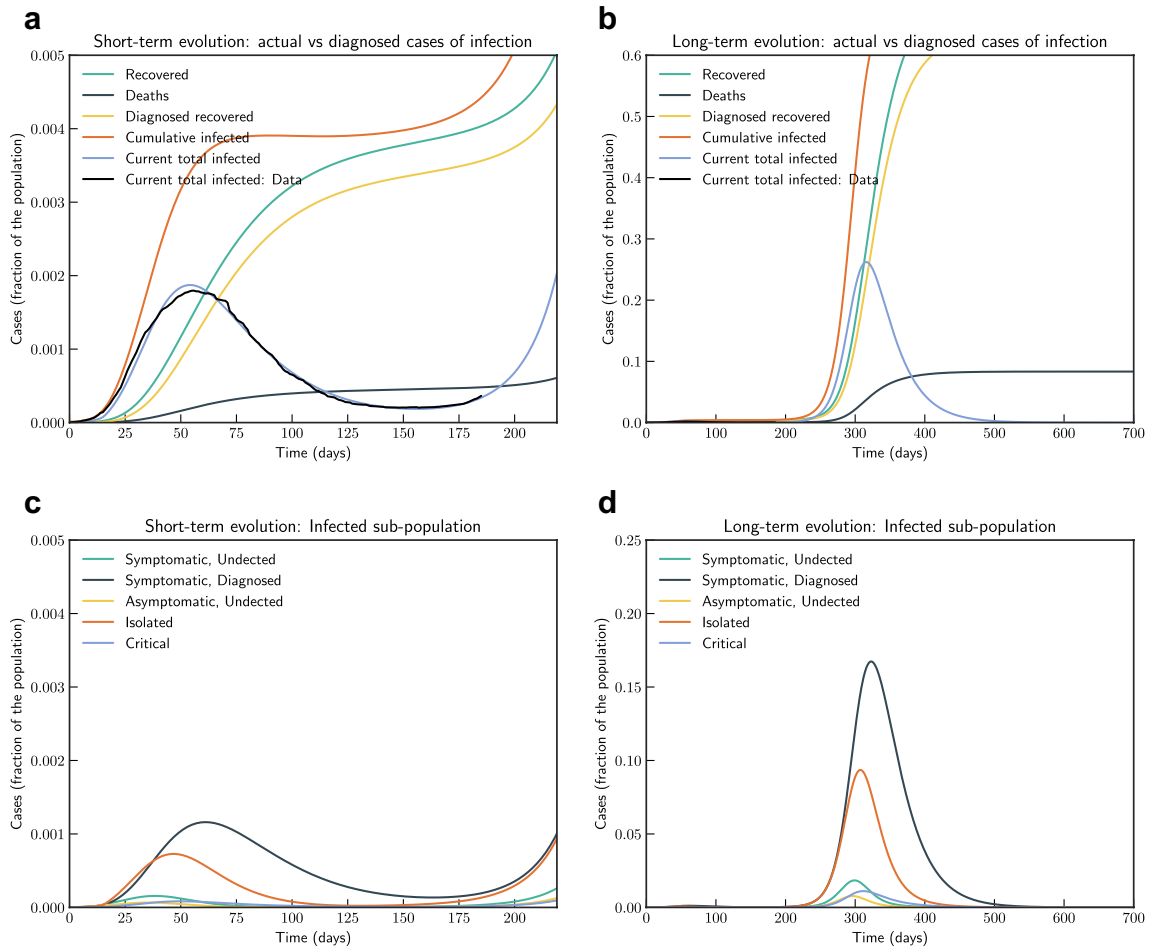 a
Short-term evolution: actual vs diagnosed cases of infection
Cases (fraction of the population)
0.005
0.004
0.003
0.002
0.001
0.000
Recovered
Deaths
Diagnosed recovered
Cumulative infected
Current total infected
Current total infected: Data
0 25 50 75 100 125 150 175 200
Time (days)
b
Long-term evolution: actual vs diagnosed cases of infection
Cases (fraction of the population)
0.6
0.5
0.4
0.3
0.2
0.1
0.0
Recovered
Deaths
Diagnosed recovered
Cumulative infected
Current total infected
Current total infected: Data
0 100 200 300 400 500 600 700
Time (days)
c
Short-term evolution: Infected sub-population
Cases (fraction of the population)
0.005
0.004
0.003
0.002
0.001
0.000
Symptomatic, Undected
Symptomatic, Diagnosed
Asymptomatic, Undected
Isolated
Critical
0 25 50 75 100 125 150 175 200
Time (days)
d
Long-term evolution: Infected sub-population
Cases (fraction of the population)
0.25
0.20
0.15
0.10
0.05
0.00
Symptomatic, Undected
Symptomatic, Diagnosed
Asymptomatic, Undected
Isolated
Critical
0 100 200 300 400 500 600 700
Time (days)